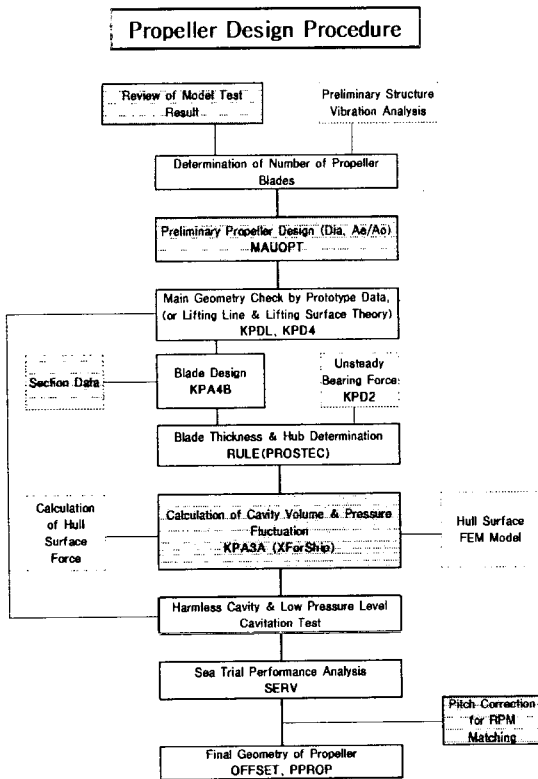 Propeller Design Procedure
Review of Model Test
Result
Preliminary Structure
Vibration Analysis
Determination of Number of Propeller
Blades
Preliminary Propeller Design (Dia, Ae/Ao)
MAUOPT
Main Geometry Check by Prototype Data,
(or Lifting Line & Lifting Surface Theory)
KPDL, KPD4
Section Data
Blade Design
KPA4B
Unsteady
Bearing Force
KPD2
Blade Thickness & Hub Determination
RULE(PROSTEC)
Calculation
of Hull
Surface
Force
Calculation of Cavity Volume & Pressure
Fluctuation
KPA3A (XForShip)
Hull Surface
FEM Model
Harmless Cavity & Low Pressure Level
Cavitation Test
Sea Trial Performance Analysis
SERV
Pitch Correction
for RPM
Matching
Final Geometry of Propeller
OFFSET, PPROP